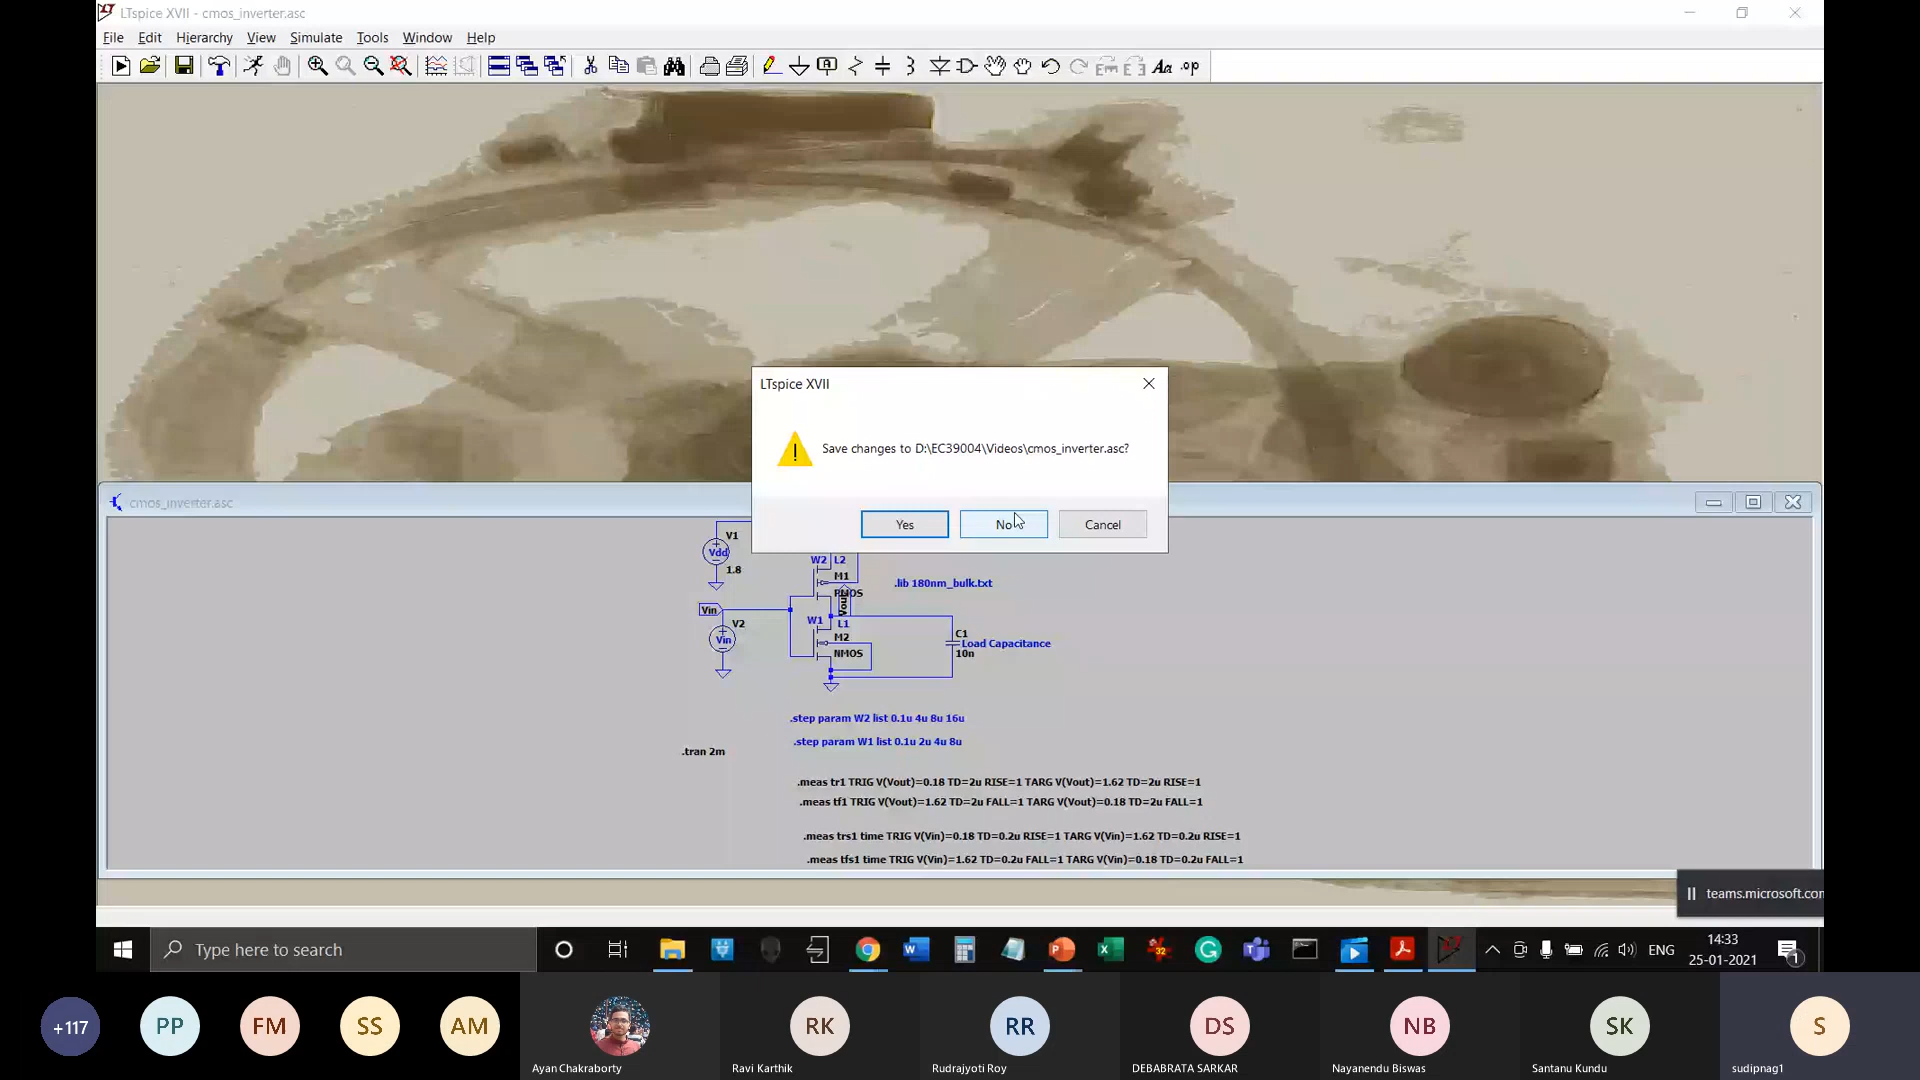 LTspice XVII - cmos_inverter.asc
File Edit Hierarchy View Simulate Tools Window Help
Aa .op
LTspice XVII
Save changes to D:\EC39004\Videos\cmos_inverter.asc?
Yes No Cancel
cmos_inverter.asc
V1
Vdd
1.8
W2 L2
M1
PMOS
.lib 180nm_bulk.txt
Vout
Vin
V2
Vin
W1 L1
M2
NMOS
C1
Load Capacitance
10n
.step param W2 list 0.1u 4u 8u 16u
.step param W1 list 0.1u 2u 4u 8u
.tran 2m
.meas tr1 TRIG V(Vout)=0.18 TD=2u RISE=1 TARG V(Vout)=1.62 TD=2u RISE=1
.meas tf1 TRIG V(Vout)=1.62 TD=2u FALL=1 TARG V(Vout)=0.18 TD=2u FALL=1
.meas trs1 time TRIG V(Vin)=0.18 TD=0.2u RISE=1 TARG V(Vin)=1.62 TD=0.2u RISE=1
.meas tfs1 time TRIG V(Vin)=1.62 TD=0.2u FALL=1 TARG V(Vin)=0.18 TD=0.2u FALL=1
teams.microsoft.com
Type here to search
32
ENG
14:33
25-01-2021
1
+117 PP FM SS AM RK RR DS NB SK S
Ayan Chakraborty Ravi Karthik Rudrajyoti Roy DEBABRATA SARKAR Nayanendu Biswas Santanu Kundu sudipnag1